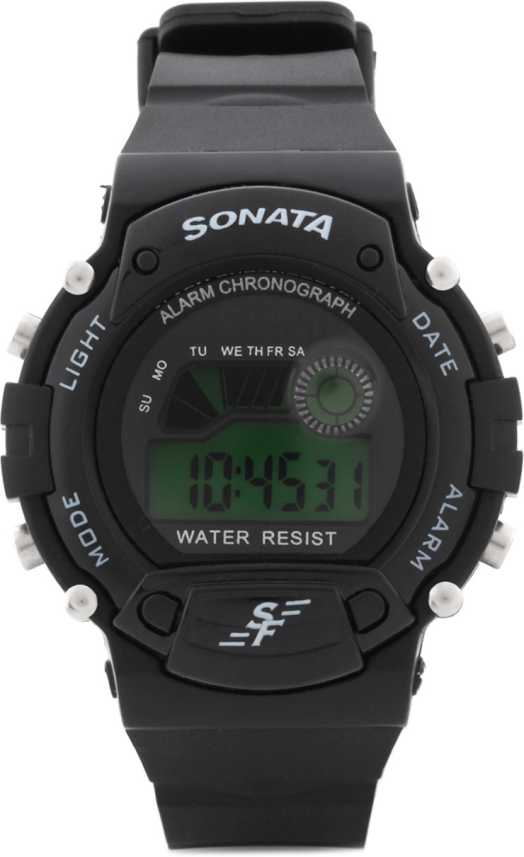 SONATA
ALARM CHRONOGRAPH
LIGHT
DATE
SU MO TU WE TH FR SA
10:45 31
MODE
ALARM
WATER RESIST
SF